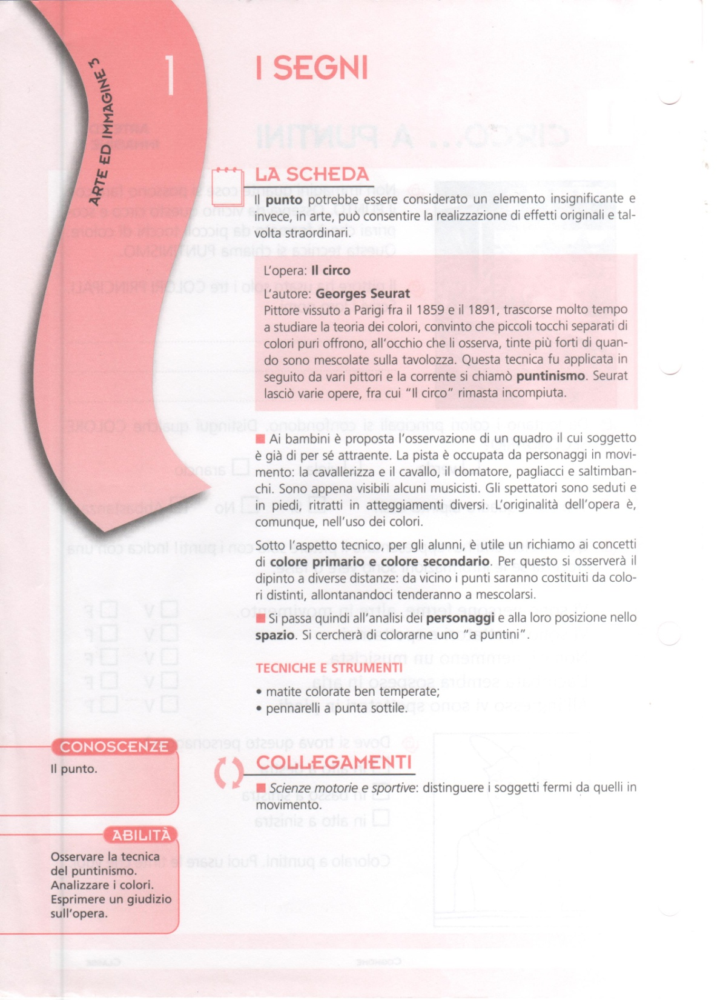 ARTE ED IMMAGINE 3
1
I SEGNI
LA SCHEDA
Il punto potrebbe essere considerato un elemento insignificante e
invece, in arte, può consentire la realizzazione di effetti originali e tal-
volta straordinari.
L'opera: Il circo
L'autore: Georges Seurat
Pittore vissuto a Parigi fra il 1859 e il 1891, trascorse molto tempo
a studiare la teoria dei colori, convinto che piccoli tocchi separati di
colori puri offrono, all'occhio che li osserva, tinte più forti di quan-
do sono mescolate sulla tavolozza. Questa tecnica fu applicata in
seguito da vari pittori e la corrente si chiamò puntinismo. Seurat
lasciò varie opere, fra cui “Il circo” rimasta incompiuta.
■ Ai bambini è proposta l'osservazione di un quadro il cui soggetto
è già di per sé attraente. La pista è occupata da personaggi in movi-
mento: la cavallerizza e il cavallo, il domatore, pagliacci e saltimban-
chi. Sono appena visibili alcuni musicisti. Gli spettatori sono seduti e
in piedi, ritratti in atteggiamenti diversi. L'originalità dell'opera è,
comunque, nell'uso dei colori.
Sotto l'aspetto tecnico, per gli alunni, è utile un richiamo ai concetti
di colore primario e colore secondario. Per questo si osserverà il
dipinto a diverse distanze: da vicino i punti saranno costituiti da colo-
ri distinti, allontanandoci tenderanno a mescolarsi.
■ Si passa quindi all'analisi dei personaggi e alla loro posizione nello
spazio. Si cercherà di colorarne uno “a puntini”.
TECNICHE E STRUMENTI
• matite colorate ben temperate;
• pennarelli a punta sottile.
COLLEGAMENTI
■ Scienze motorie e sportive: distinguere i soggetti fermi da quelli in
movimento.
CONOSCENZE
Il punto.
ABILITÀ
Osservare la tecnica
del puntinismo.
Analizzare i colori.
Esprimere un giudizio
sull'opera.